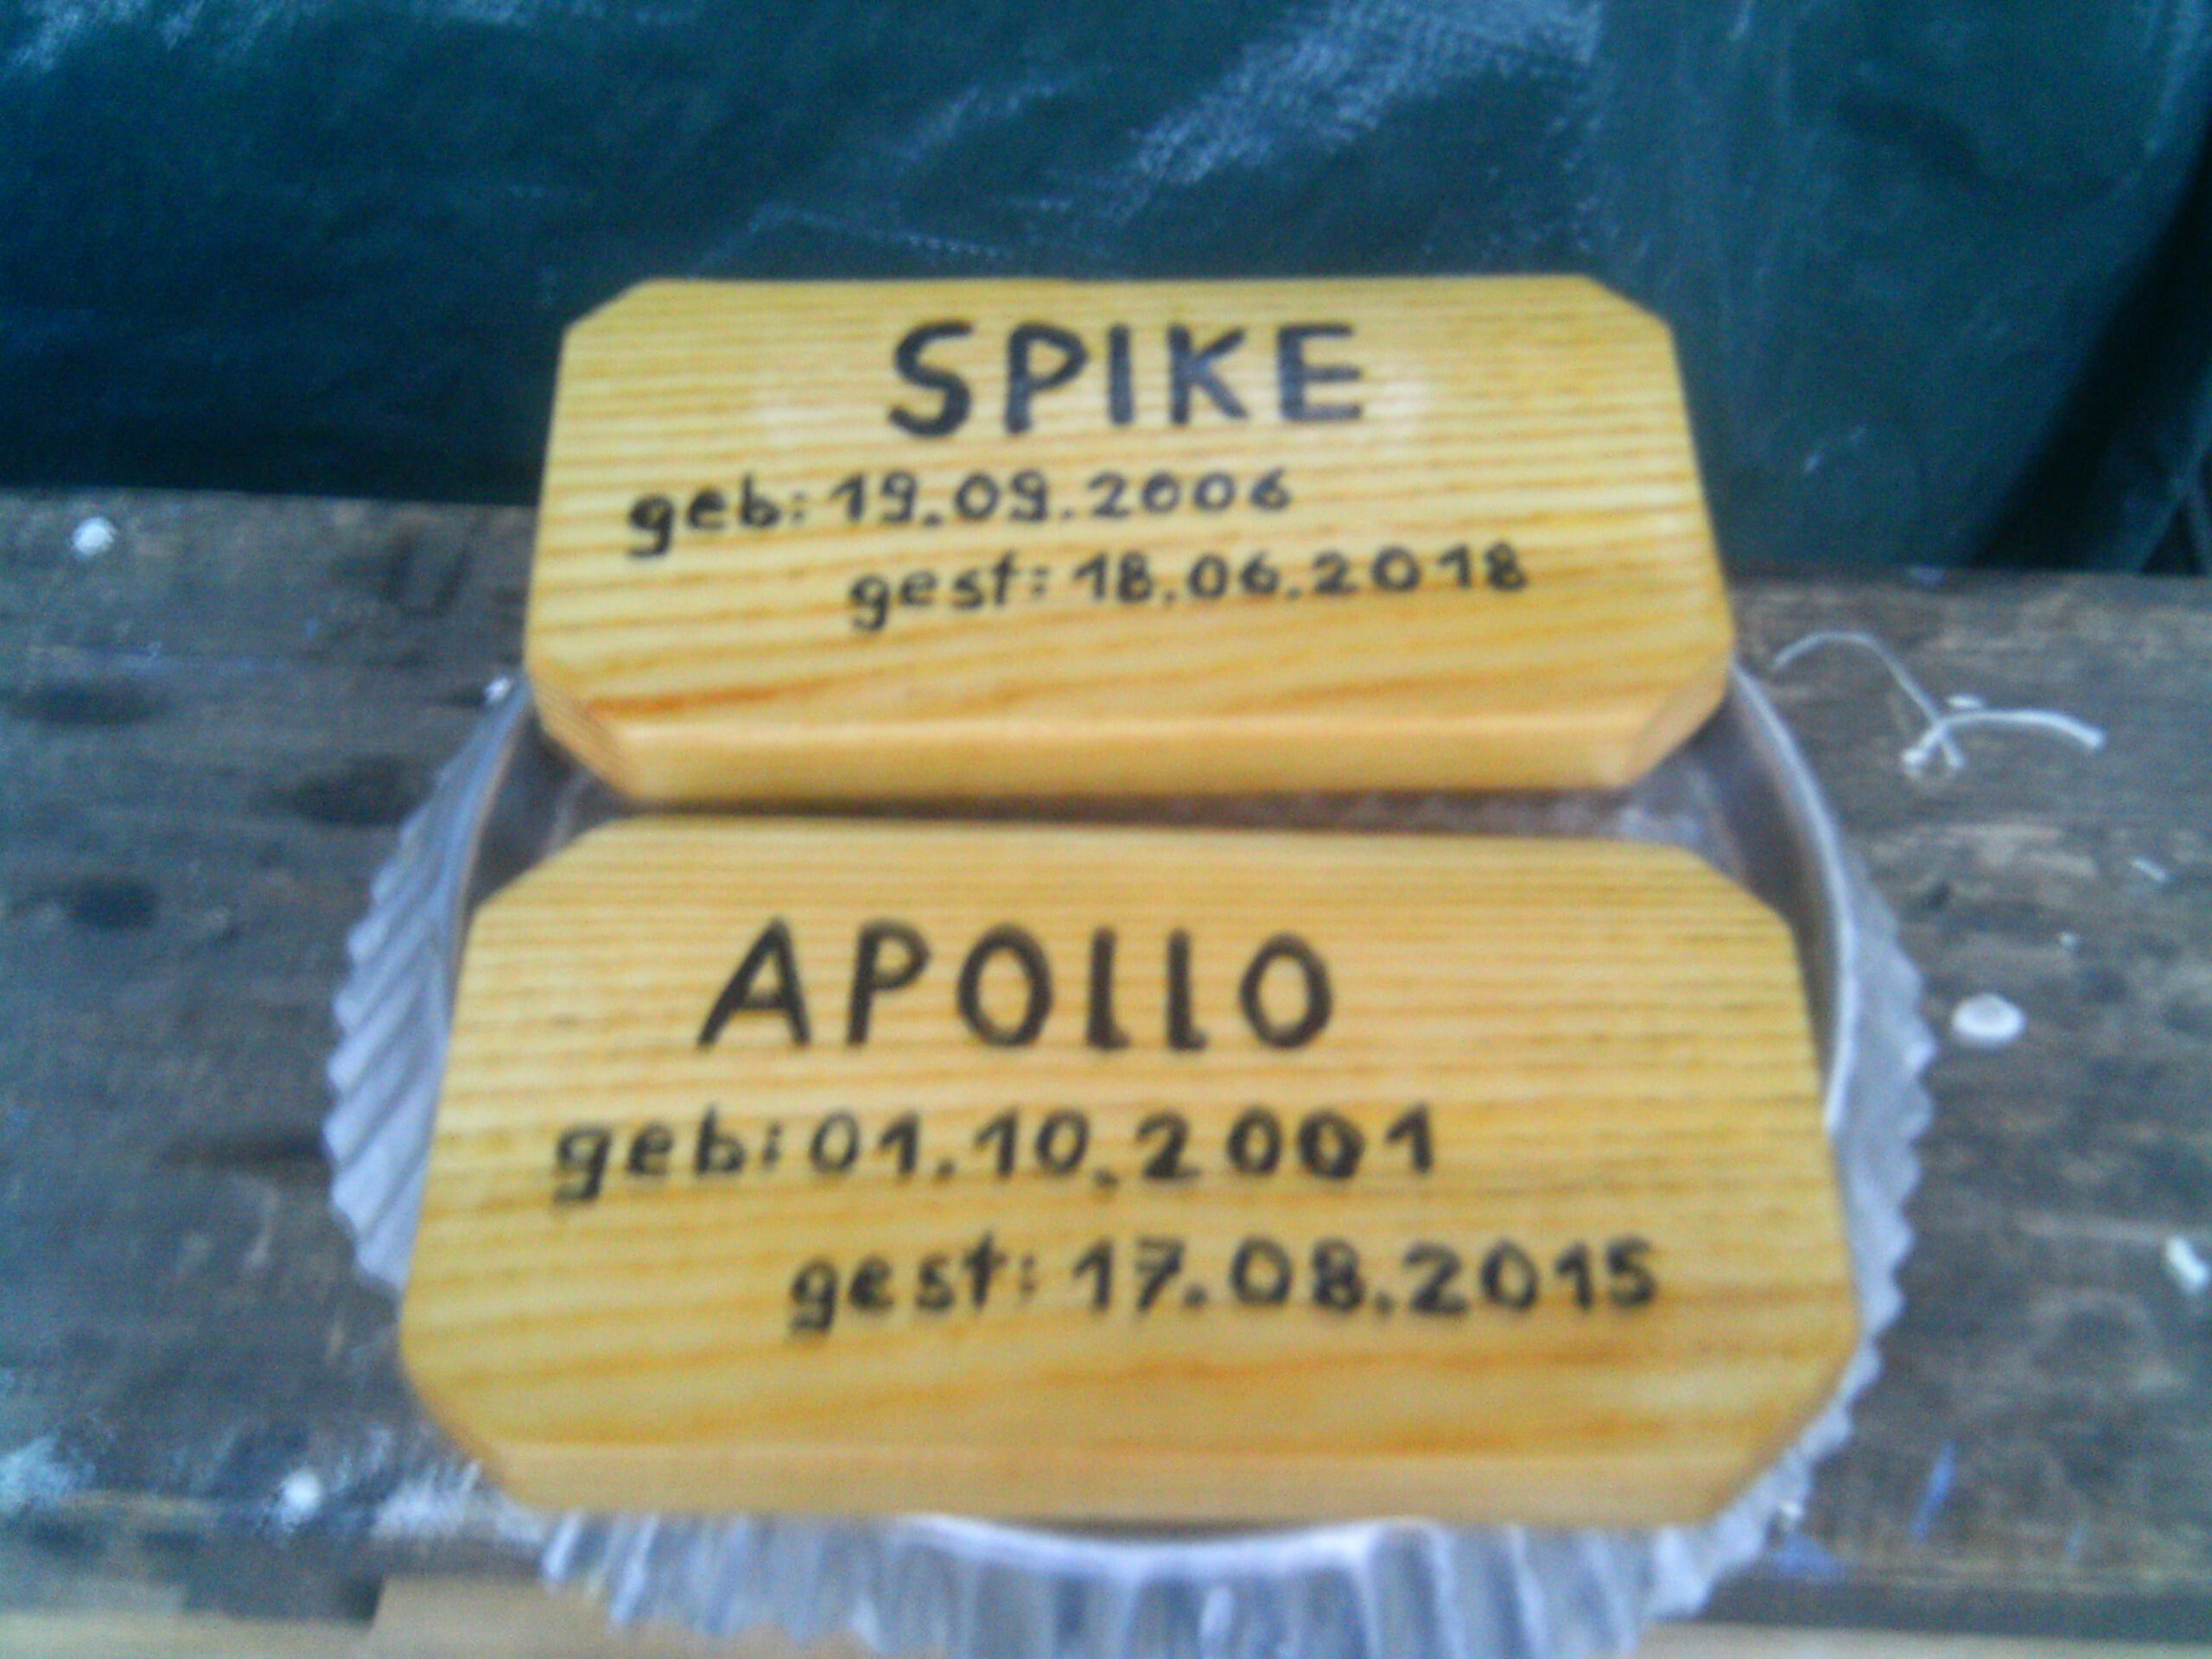 SPIKE
geb: 19.09.2006
gest: 18.06.2018
APOllO
geb: 01.10.2001
gest: 17.08.2015